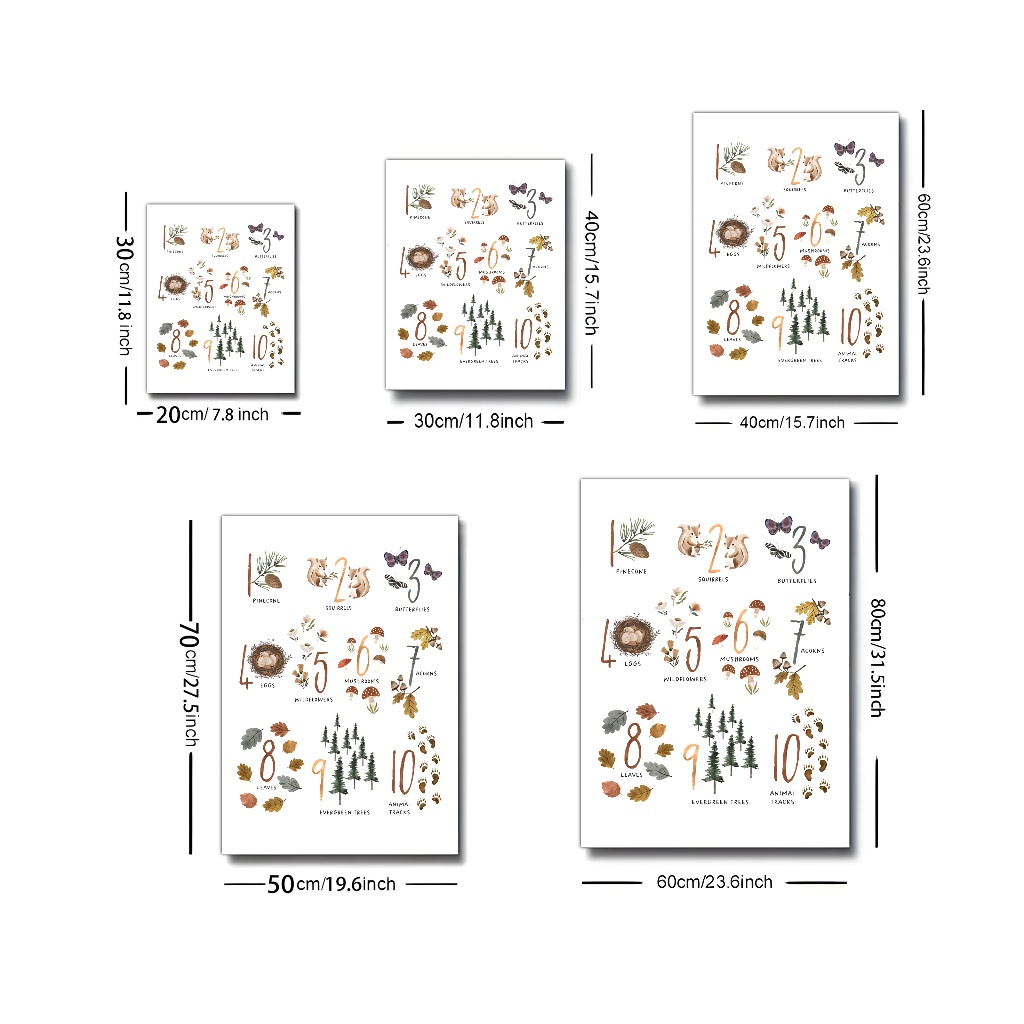 1 2 3
PINECONE SQUIRRELS BUTTERFLIES
4 5 6 7
EGGS WILDFLOWERS MUSHROOMS ACORNS
8 9 10
LEAVES EVERGREEN TREES ANIMAL TRACKS
30cm/11.8 inch
20cm/ 7.8 inch
1 2 3
PINECONE SQUIRRELS BUTTERFLIES
4 5 6 7
EGGS WILDFLOWERS MUSHROOMS ACORNS
8 9 10
LEAVES EVERGREEN TREES ANIMAL TRACKS
40cm/15.7inch
30cm/11.8inch
1 2 3
PINECONE SQUIRRELS BUTTERFLIES
4 5 6 7
EGGS WILDFLOWERS MUSHROOMS ACORNS
8 9 10
LEAVES EVERGREEN TREES ANIMAL TRACKS
60cm/23.6inch
40cm/15.7inch
1 2 3
PINECONE SQUIRRELS BUTTERFLIES
4 5 6 7
EGGS WILDFLOWERS MUSHROOMS ACORNS
8 9 10
LEAVES EVERGREEN TREES ANIMAL TRACKS
70cm/27.5inch
50cm/19.6inch
1 2 3
PINECONE SQUIRRELS BUTTERFLIES
4 5 6 7
EGGS WILDFLOWERS MUSHROOMS ACORNS
8 9 10
LEAVES EVERGREEN TREES ANIMAL TRACKS
80cm/31.5inch
60cm/23.6inch